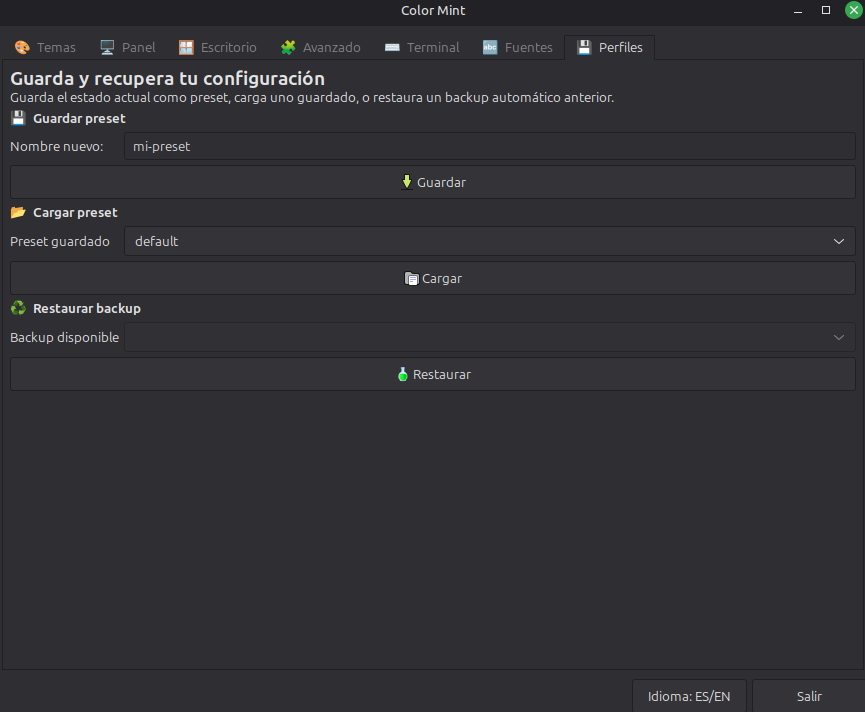 Color Mint
Temas Panel Escritorio Avanzado Terminal Fuentes Perfiles
Guarda y recupera tu configuración
Guarda el estado actual como preset, carga uno guardado, o restaura un backup automático anterior.
Guardar preset
Nombre nuevo: mi-preset
Guardar
Cargar preset
Preset guardado default
Cargar
Restaurar backup
Backup disponible
Restaurar
Idioma: ES/EN Salir